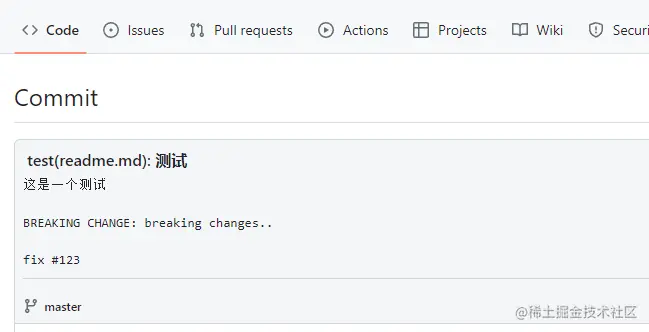 Code Issues Pull requests Actions Projects Wiki Securi
Commit
test(readme.md): 测试
这是一个测试
BREAKING CHANGE: breaking changes..
fix #123
master
@稀土掘金技术社区